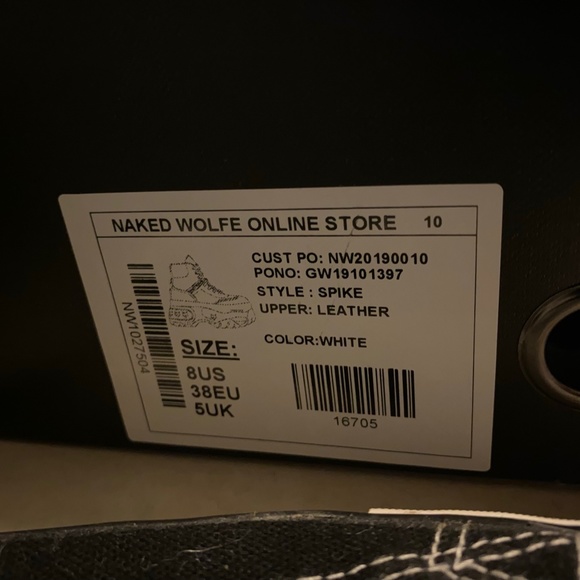 NAKED WOLFE ONLINE STORE 10
CUST PO: NW20190010
PONO: GW19101397
STYLE : SPIKE
UPPER: LEATHER
COLOR:WHITE
NW1027504
SIZE:
8US
38EU
5UK
16705